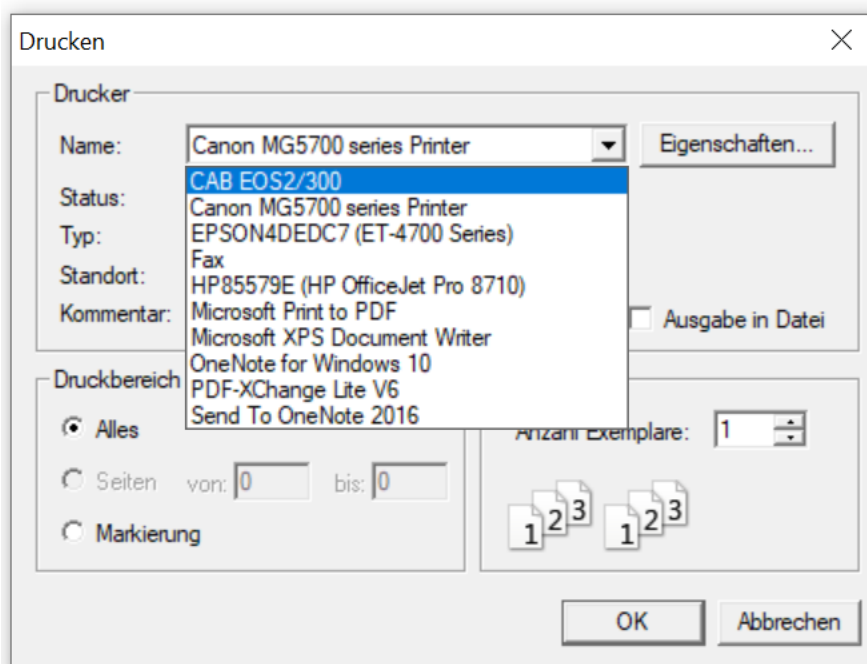 Drucken
Drucker
Name: Canon MG5700 series Printer Eigenschaften...
CAB EOS2/300
Status:
Canon MG5700 series Printer
Typ:
EPSON4DEDC7 (ET-4700 Series)
Fax
Standort:
HP85579E (HP OfficeJet Pro 8710)
Kommentar:
Microsoft Print to PDF
Ausgabe in Datei
Microsoft XPS Document Writer
OneNote for Windows 10
Druckbereich
PDF-XChange Lite V6
Send To OneNote 2016
Alles
Anzahl Exemplare: 1
Seiten von: 0 bis: 0
1 2 3 1 2 3
Markierung
OK Abbrechen